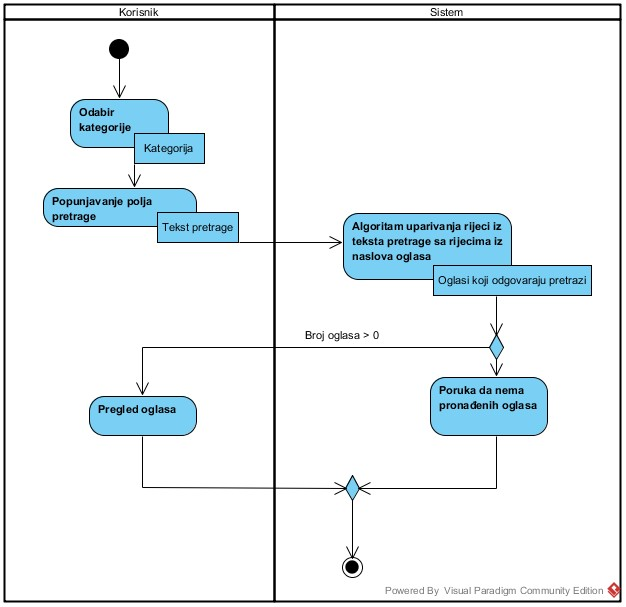 Korisnik
Sistem
Odabir
kategorije
Kategorija
Popunjavanje polja
pretrage
Tekst pretrage
Algoritam uparivanja rijeci iz
teksta pretrage sa rijecima iz
naslova oglasa
Oglasi koji odgovaraju pretrazi
Broj oglasa > 0
Pregled oglasa
Poruka da nema
pronađenih oglasa
Powered By Visual Paradigm Community Edition